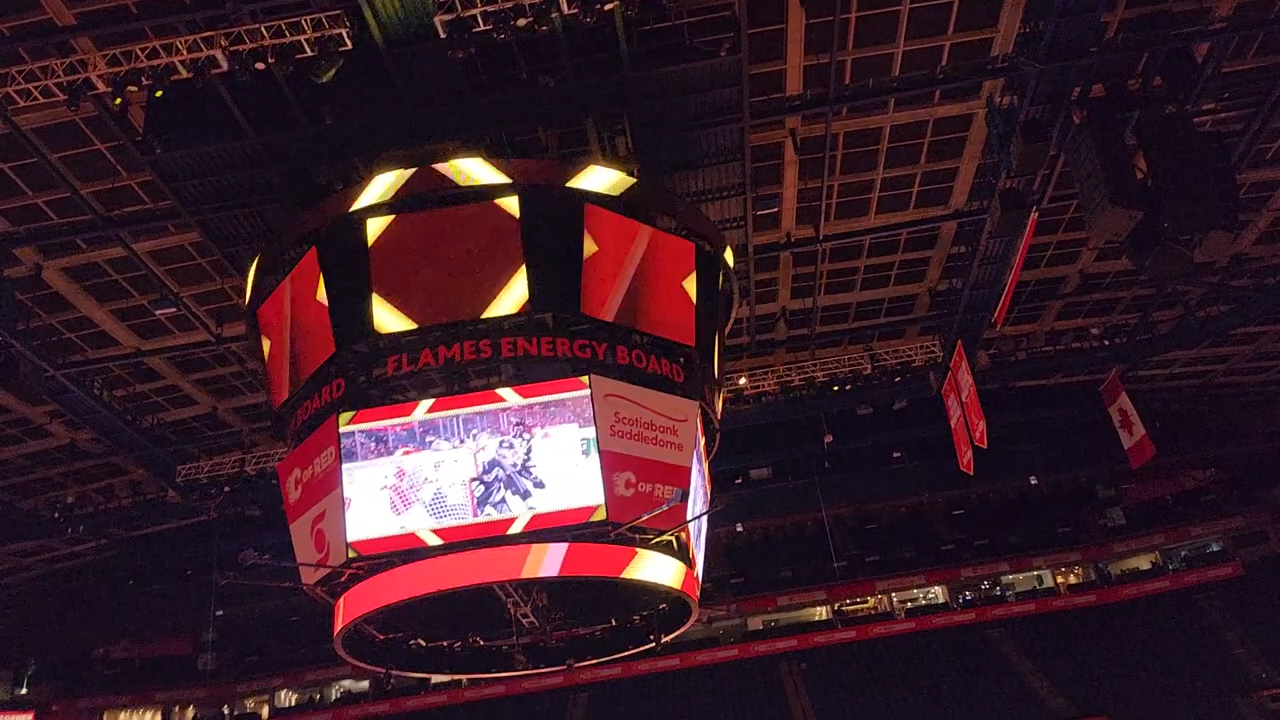 FLAMES ENERGY BOARD
BOARD
Scotiabank
Saddledome
C OF RED
C OF RED